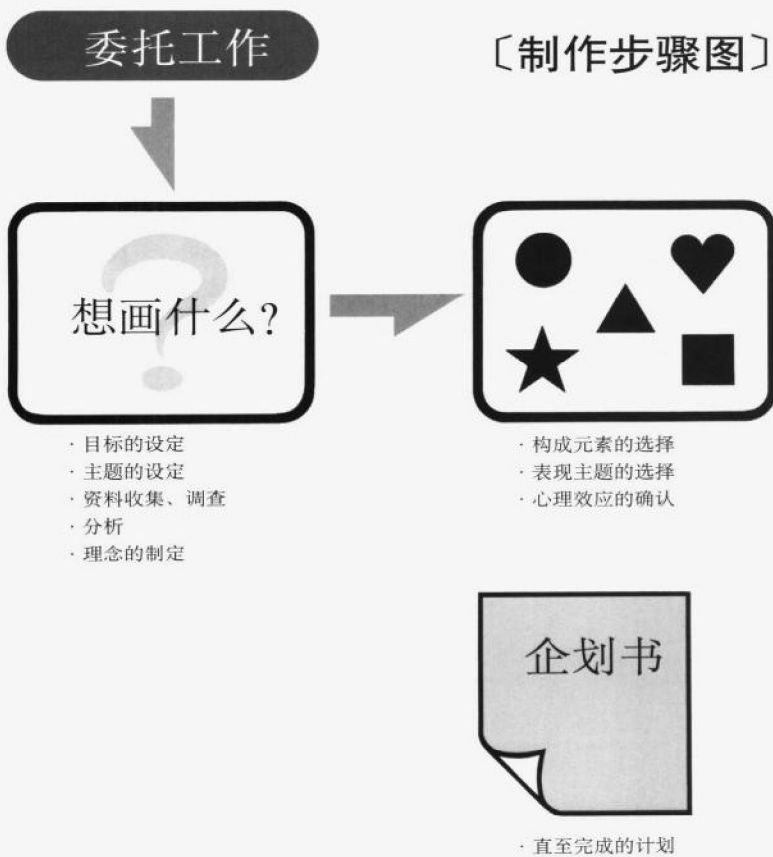 委托工作
〔制作步骤图〕
想画什么?
· 目标的设定
· 主题的设定
· 资料收集、调查
· 分析
· 理念的制定
· 构成元素的选择
· 表现主题的选择
· 心理效应的确认
企划书
· 直至完成的计划